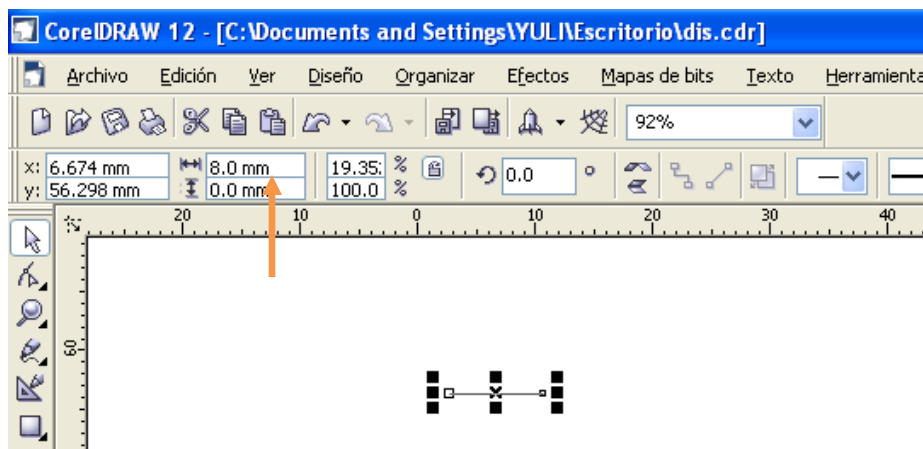 CorelDRAW 12 - [C:\Documents and Settings\YULI\Escritorio\dis.cdr]
Archivo Edición Ver Diseño Organizar Efectos Mapas de bits Texto Herramienta
92%
x: 6.674 mm 8.0 mm 19.35 % 0.0 °
y: 56.298 mm 0.0 mm 100.0 %
20 10 0 10 20 30 40
60